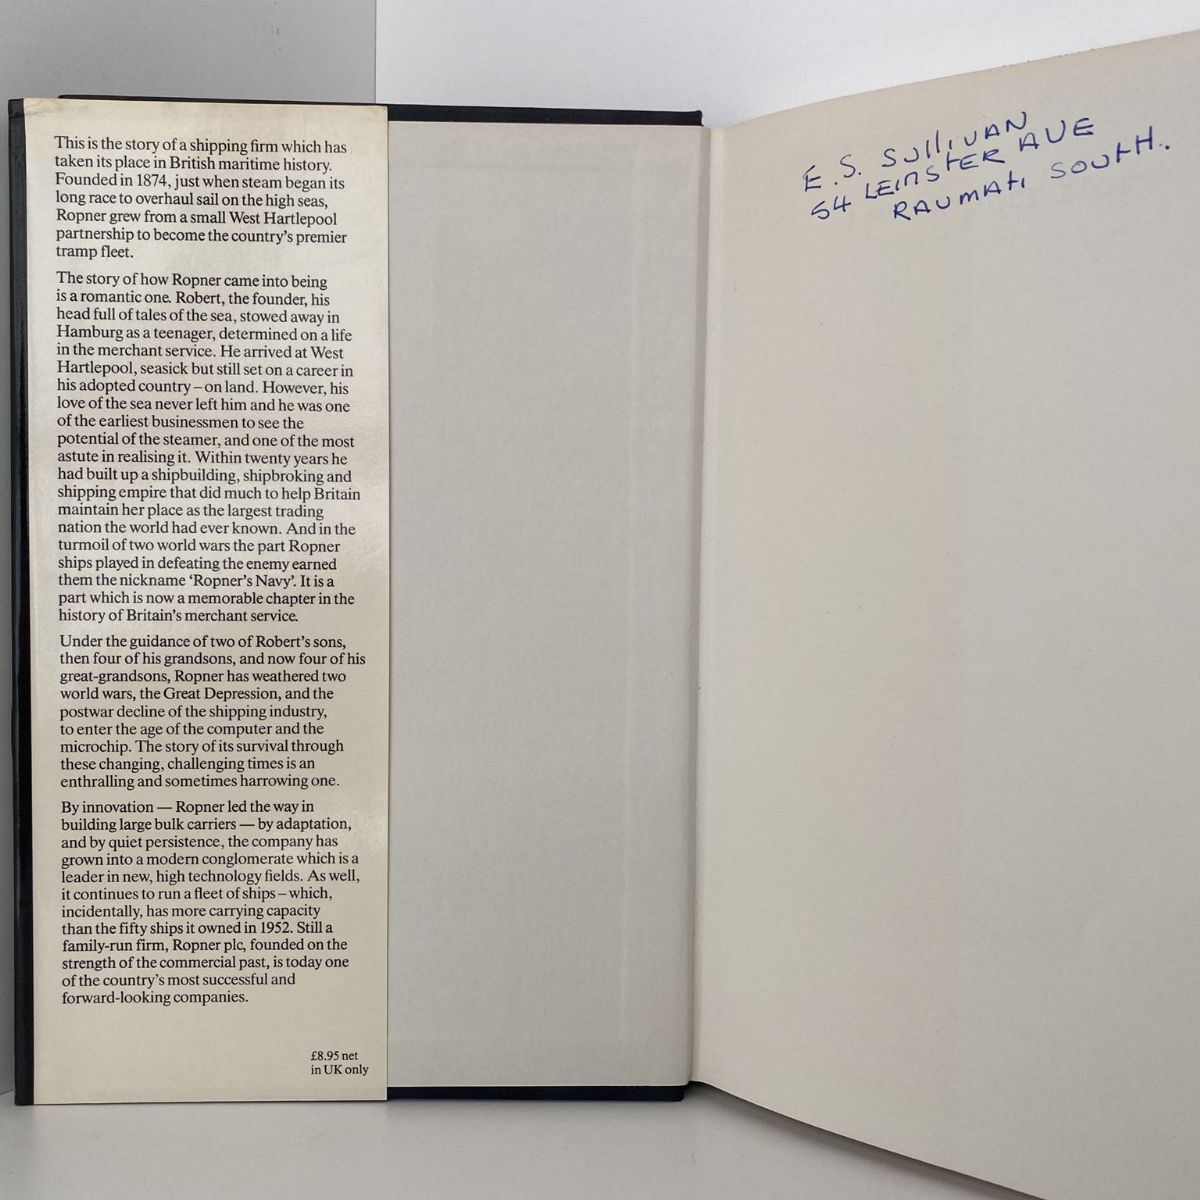 This is the story of a shipping firm which has
taken its place in British maritime history.
Founded in 1874, just when steam began its
long race to overhaul sail on the high seas,
Ropner grew from a small West Hartlepool
partnership to become the country's premier
tramp fleet.
The story of how Ropner came into being
is a romantic one. Robert, the founder, his
head full of tales of the sea, stowed away in
Hamburg as a teenager, determined on a life
in the merchant service. He arrived at West
Hartlepool, seasick but still set on a career in
his adopted country – on land. However, his
love of the sea never left him and he was one
of the earliest businessmen to see the
potential of the steamer, and one of the most
astute in realising it. Within twenty years he
had built up a shipbuilding, shipbroking and
shipping empire that did much to help Britain
maintain her place as the largest trading
nation the world had ever known. And in the
turmoil of two world wars the part Ropner
ships played in defeating the enemy earned
them the nickname ‘Ropner's Navy’. It is a
part which is now a memorable chapter in the
history of Britain's merchant service.
Under the guidance of two of Robert's sons,
then four of his grandsons, and now four of his
great-grandsons, Ropner has weathered two
world wars, the Great Depression, and the
postwar decline of the shipping industry,
to enter the age of the computer and the
microchip. The story of its survival through
these changing, challenging times is an
enthralling and sometimes harrowing one.
By innovation — Ropner led the way in
building large bulk carriers — by adaptation,
and by quiet persistence, the company has
grown into a modern conglomerate which is a
leader in new, high technology fields. As well,
it continues to run a fleet of ships – which,
incidentally, has more carrying capacity
than the fifty ships it owned in 1952. Still a
family-run firm, Ropner plc, founded on the
strength of the commercial past, is today one
of the country's most successful and
forward-looking companies.
£8.95 net
in UK only
E.S. SUllIVAN
54 LEINSTER AVE
RAUMATI SOUTH.